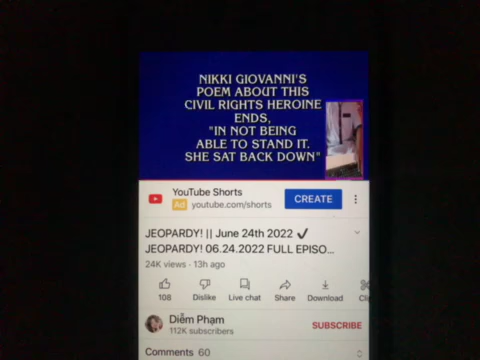 NIKKI GIOVANNI'S
POEM ABOUT THIS
CIVIL RIGHTS HEROINE
ENDS,
"IN NOT BEING
ABLE TO STAND IT.
SHE SAT BACK DOWN"
YouTube Shorts
Ad youtube.com/shorts
CREATE
JEOPARDY! || June 24th 2022 ✓
JEOPARDY! 06.24.2022 FULL EPISO...
24K views · 13h ago
108 Dislike Live chat Share Download Clip
Diễm Phạm
112K subscribers
SUBSCRIBE
Comments 60